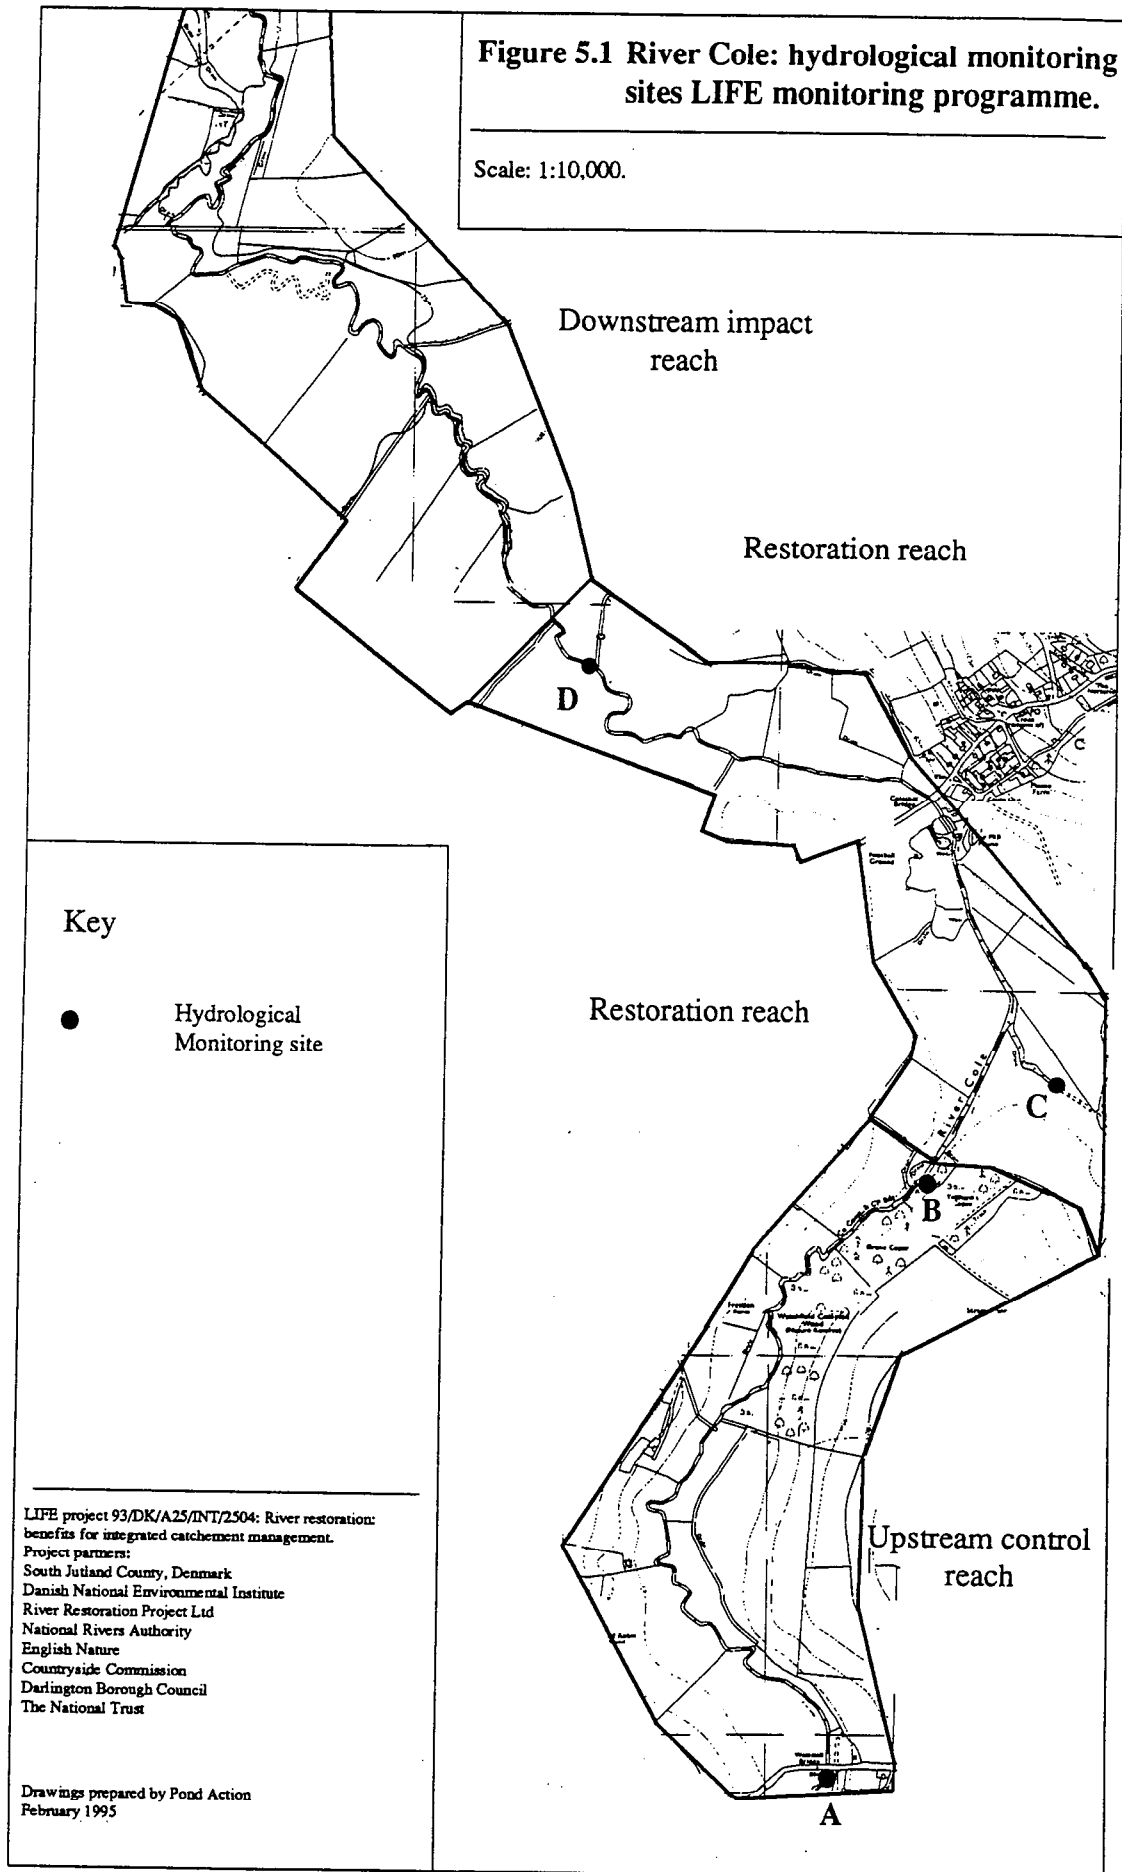 Figure 5.1 River Cole: hydrological monitoring
sites LIFE monitoring programme.
Scale: 1:10,000.
Downstream impact
reach
Restoration reach
D
Football
Ground
Restoration reach
River Cole
C
B
Upstream control
reach
A
Key
Hydrological
Monitoring site
LIFE project 93/DK/A25/INT/2504: River restoration:
benefits for integrated catchement management.
Project partners:
South Jutland County, Denmark
Danish National Environmental Institute
River Restoration Project Ltd
National Rivers Authority
English Nature
Countryside Commission
Darlington Borough Council
The National Trust
Drawings prepared by Pond Action
February 1995